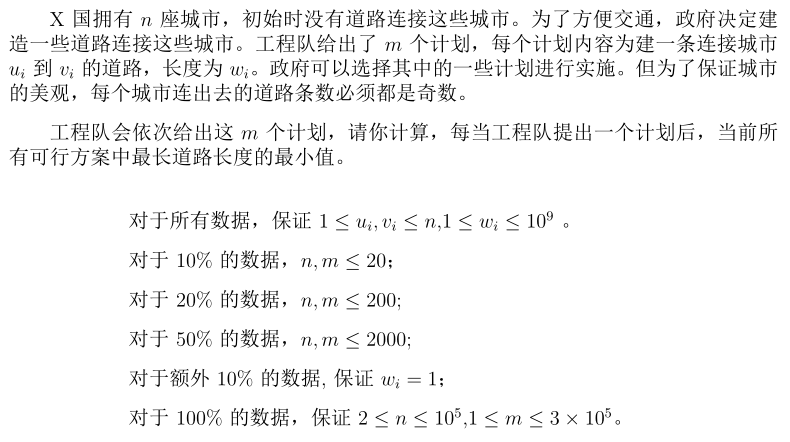 X 国拥有 n 座城市，初始时没有道路连接这些城市。为了方便交通，政府决定建
造一些道路连接这些城市。工程队给出了 m 个计划，每个计划内容为建一条连接城市
u_i 到 v_i 的道路，长度为 w_i。政府可以选择其中的一些计划进行实施。但为了保证城市
的美观，每个城市连出去的道路条数必须都是奇数。
工程队会依次给出这 m 个计划，请你计算，每当工程队提出一个计划后，当前所
有可行方案中最长道路长度的最小值。
对于所有数据，保证 1 ≤ u_i, v_i ≤ n,1 ≤ w_i ≤ 10^9 。
对于 10% 的数据，n, m ≤ 20；
对于 20% 的数据，n, m ≤ 200;
对于 50% 的数据，n, m ≤ 2000;
对于额外 10% 的数据, 保证 w_i = 1；
对于 100% 的数据，保证 2 ≤ n ≤ 10^5,1 ≤ m ≤ 3 × 10^5。